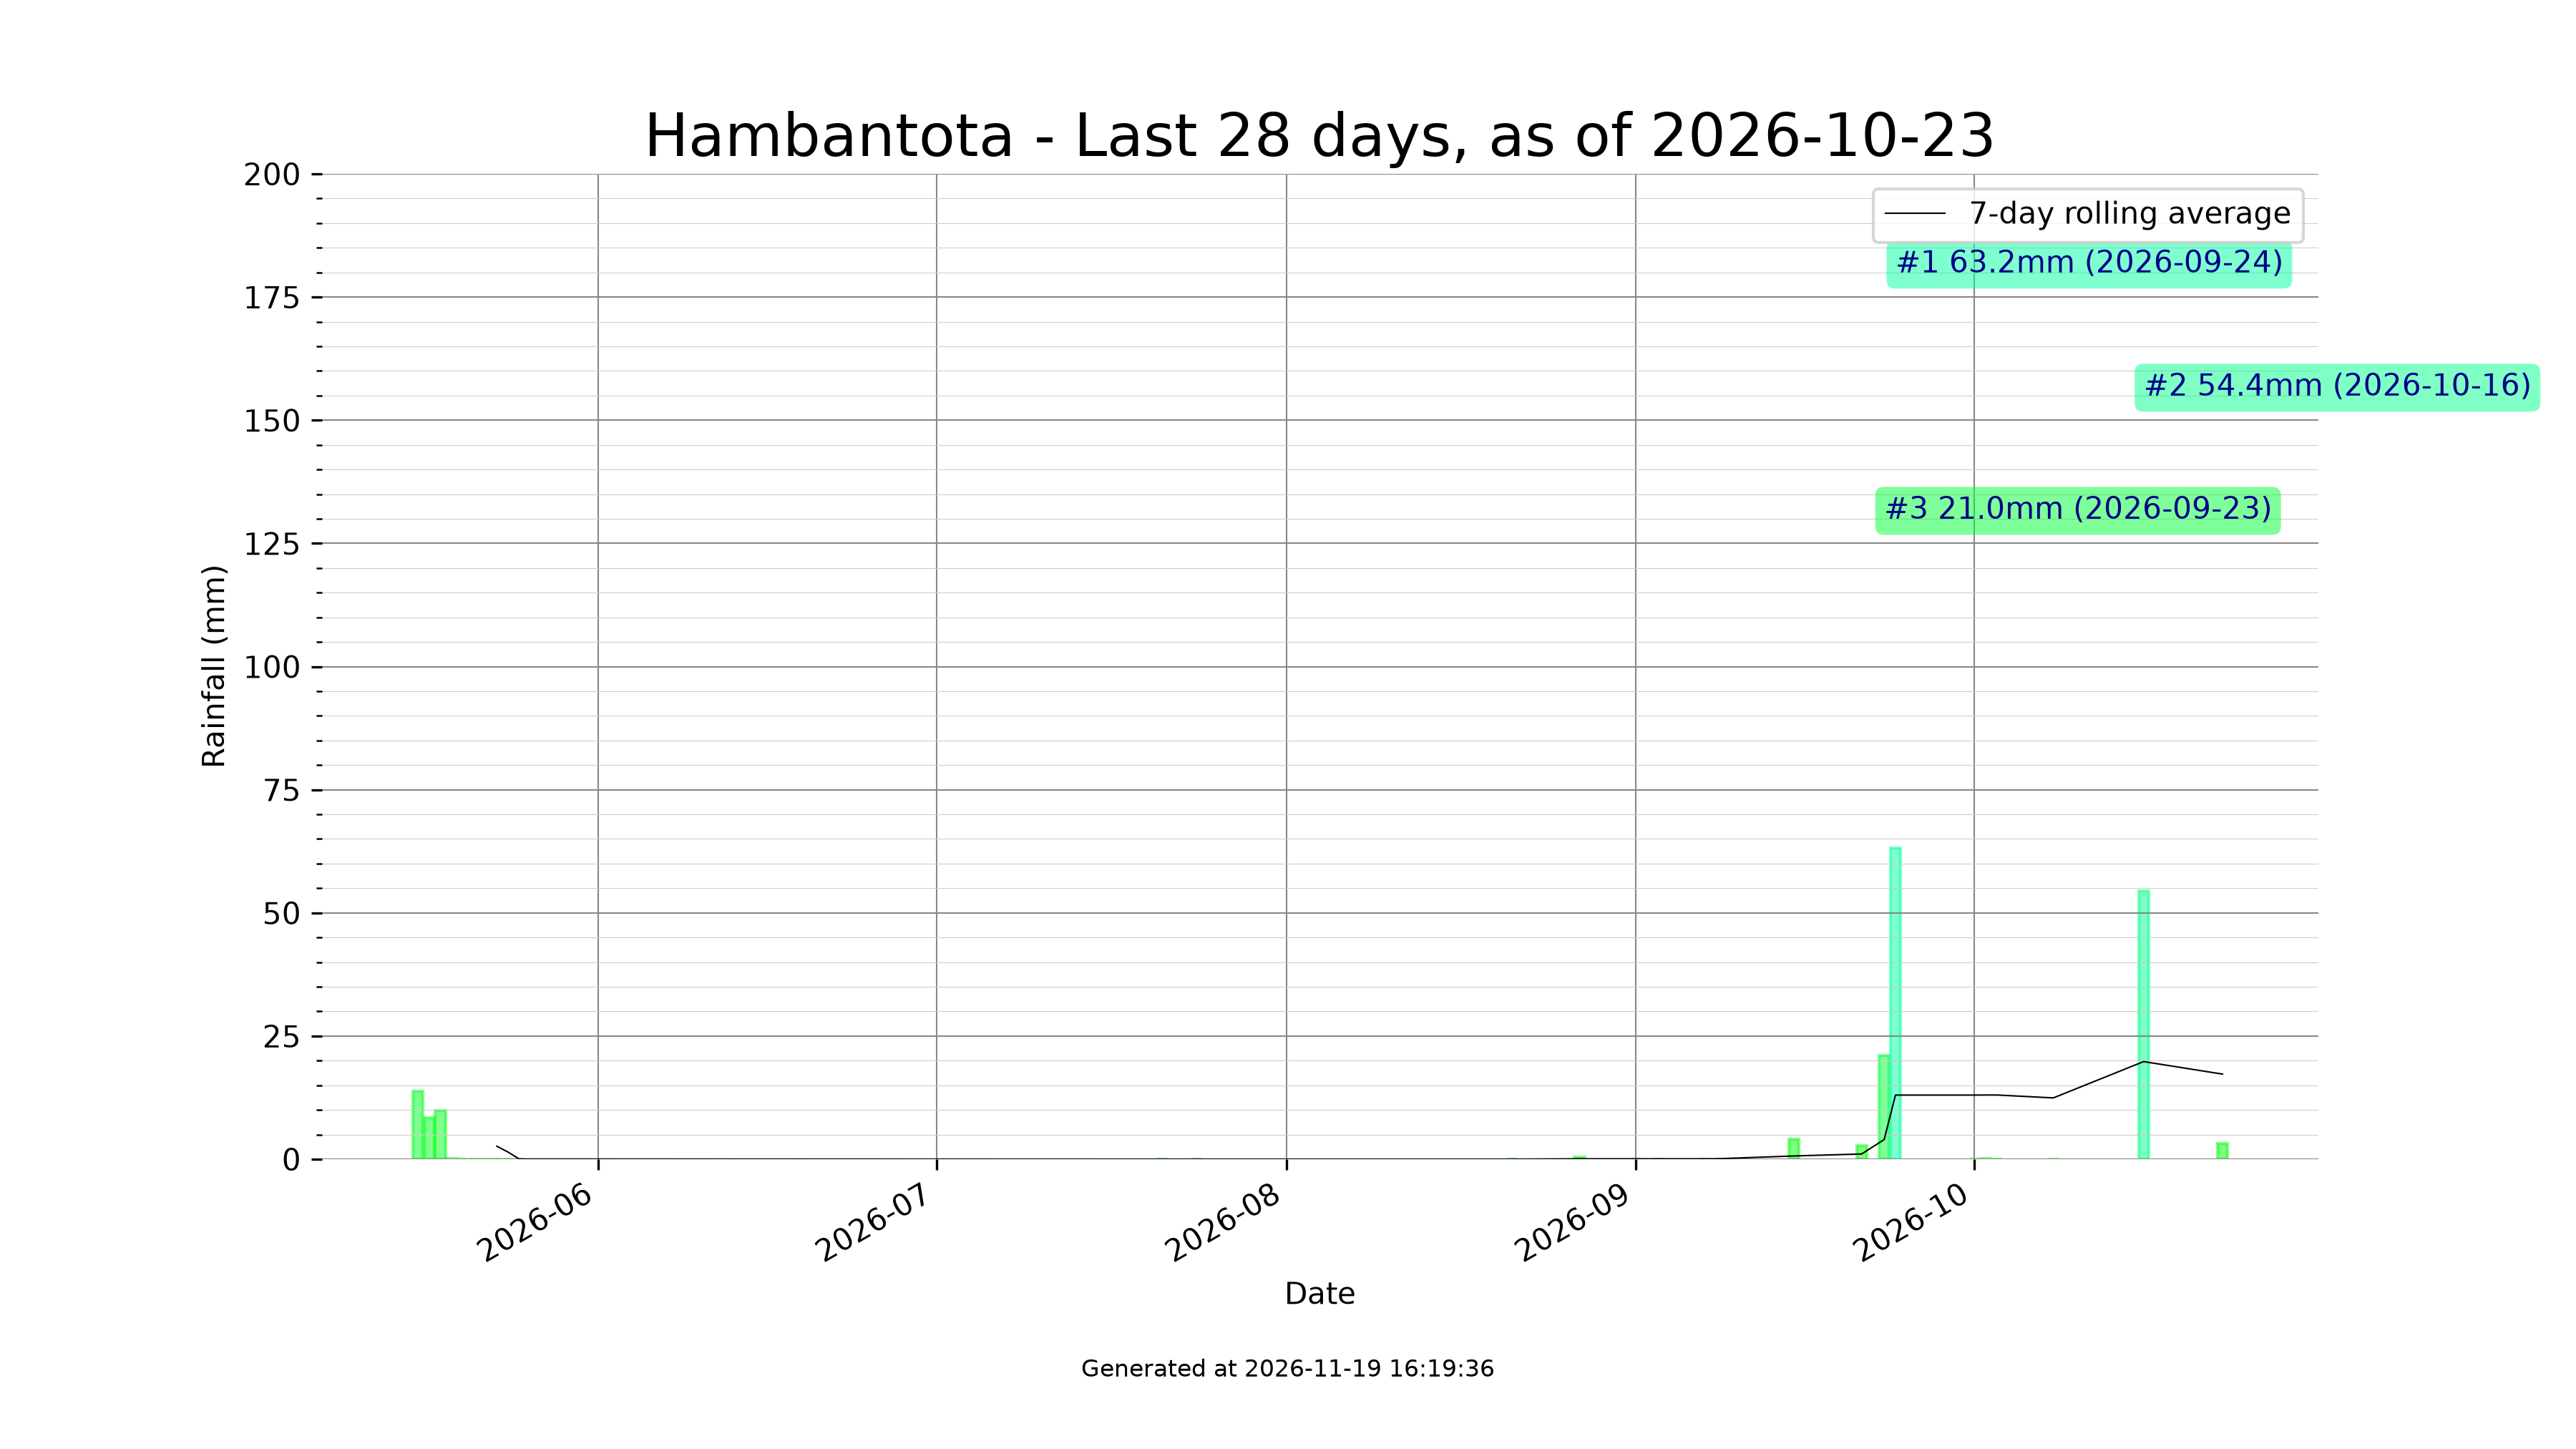 Hambantota - Last 28 days, as of 2026-10-23
200
175
150
125
100
75
50
25
0
Rainfall (mm)
7-day rolling average
#1 63.2mm (2026-09-24)
#2 54.4mm (2026-10-16)
#3 21.0mm (2026-09-23)
2026-06
2026-07
2026-08
2026-09
2026-10
Date
Generated at 2026-11-19 16:19:36